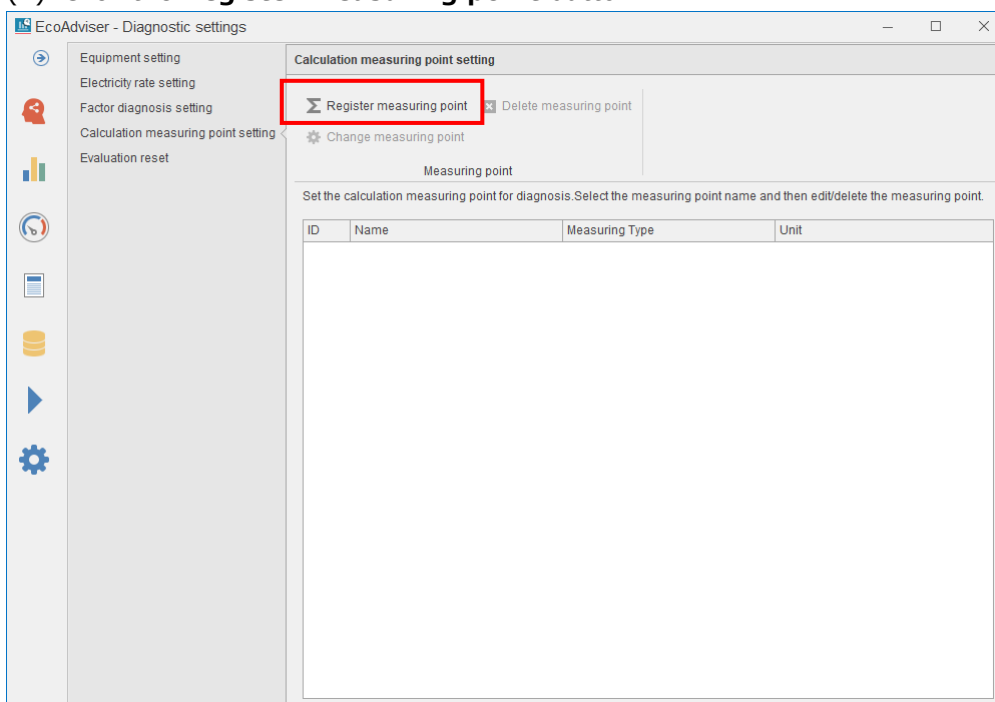 EcoAdviser - Diagnostic settings
Equipment setting
Electricity rate setting
Factor diagnosis setting
Calculation measuring point setting
Evaluation reset
Calculation measuring point setting
Register measuring point
Delete measuring point
Change measuring point
Measuring point
Set the calculation measuring point for diagnosis.Select the measuring point name and then edit/delete the measuring point.
ID Name Measuring Type Unit